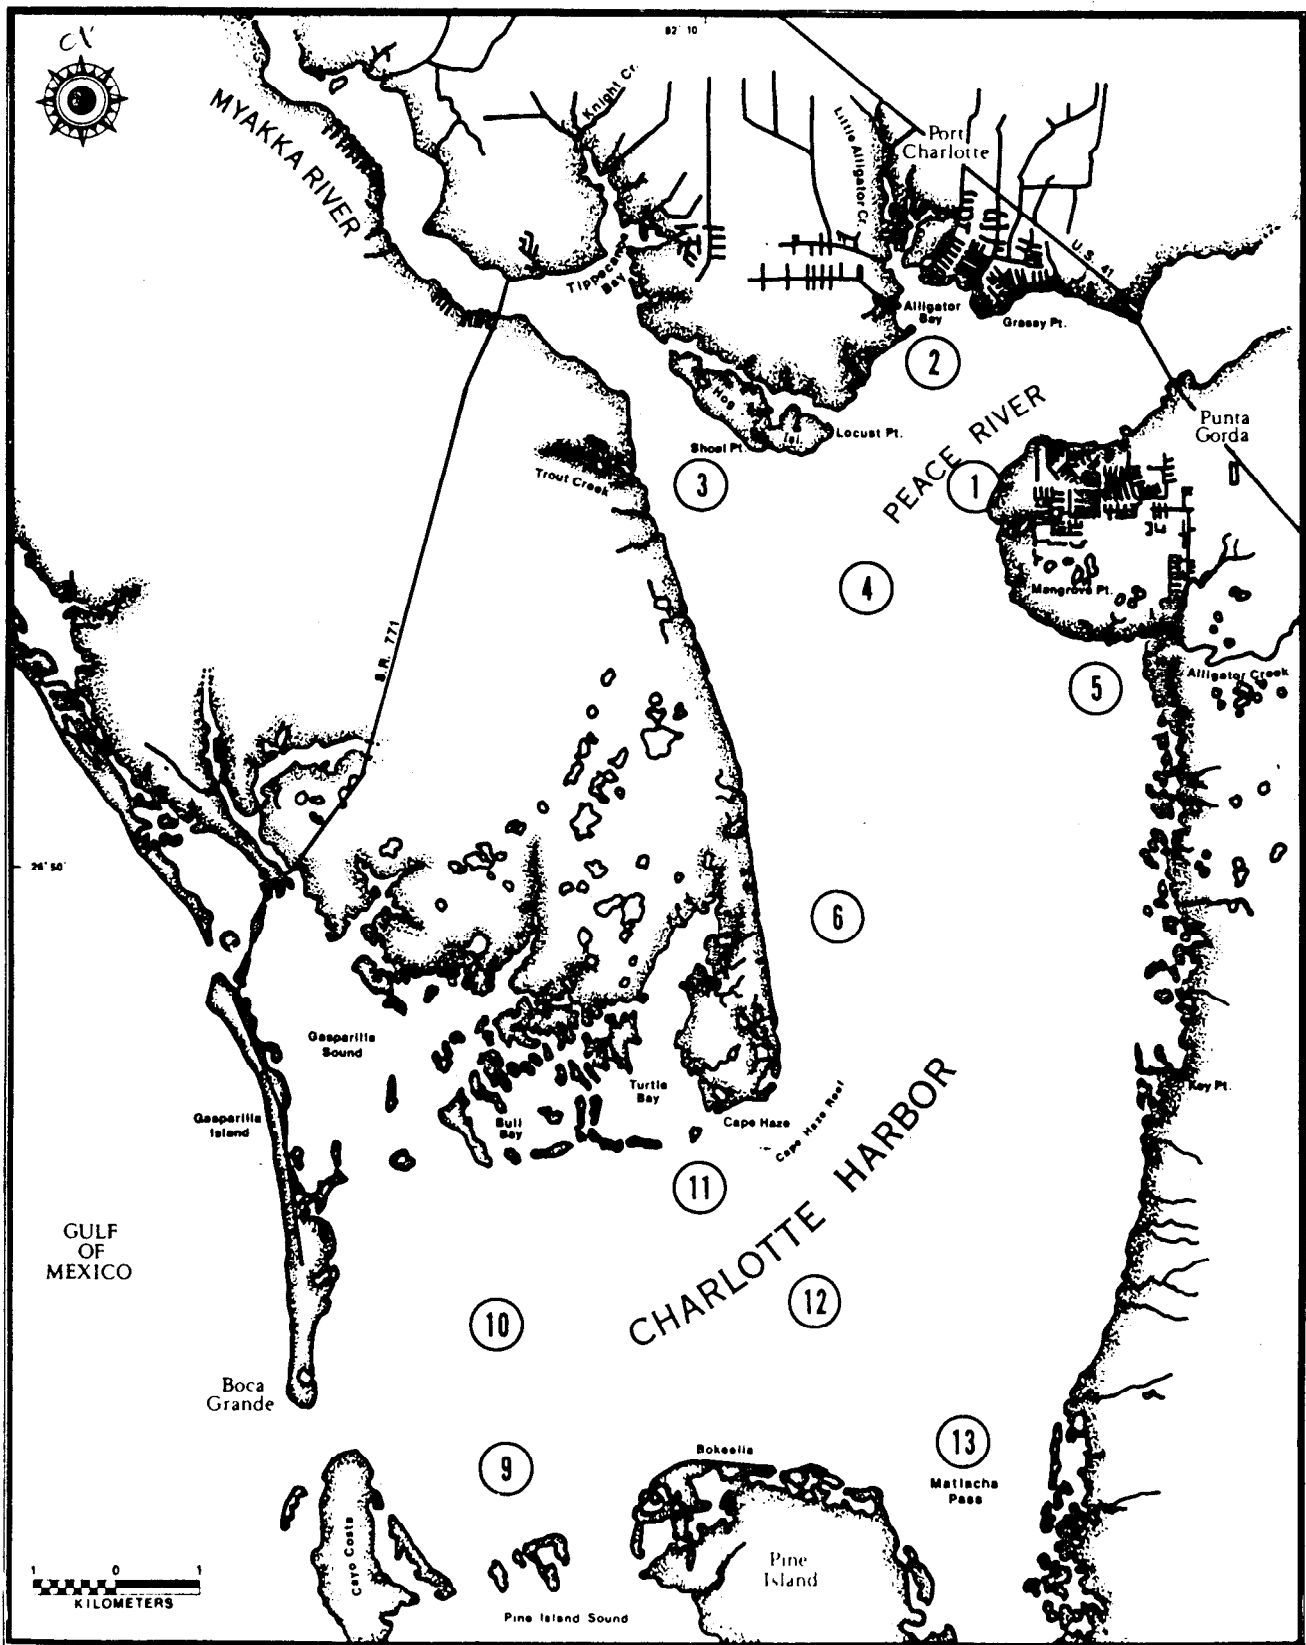 82° 10'
Knight Cr.
MYAKKA RIVER
Little Alligator Cr.
Port
Charlotte
U.S. 41
Tippecanoe
Bay
Alligator
Bay
Grassy Pt.
2
Hog
Isl.
Shoal Pt.
Locust Pt.
PEACE RIVER
Punta
Gorda
Trout Creek
3
1
4
Mangrove Pt.
S.R. 771
5
Alligator Creek
26° 50'
6
Gasparilla
Sound
Gasparilla
Island
Turtle
Bay
Bull
Bay
Cape Haze
Cape Haze Reef
Key Pt.
11
CHARLOTTE HARBOR
GULF
OF
MEXICO
10
12
Boca
Grande
9
Bokeelia
13
Matlacha
Pass
Cayo Costa
Pine
Island
Pine Island Sound
1 0 1
KILOMETERS